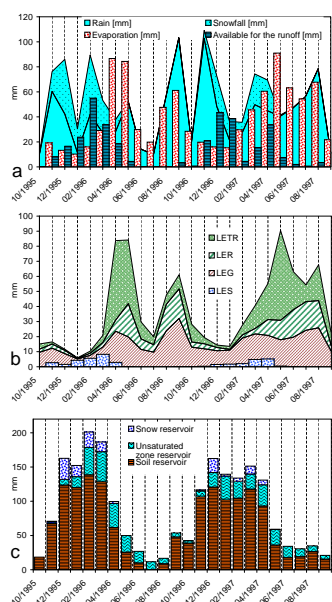 Rain [mm] Snowfall [mm]
Evaporation [mm] Available for the runoff [mm]
120
100
80
60
40
20
0
mm
a
10/1995 12/1995 02/1996 04/1996 06/1996 08/1996 10/1996 12/1996 02/1997 04/1997 06/1997 08/1997
100
90
80
70
60
50
40
30
20
10
0
mm
LETR
LER
LEG
LES
b
10/1995 12/1995 02/1996 04/1996 06/1996 08/1996 10/1996 12/1996 02/1997 04/1997 06/1997 08/1997
200
150
100
50
0
mm
Snow reservoir
Unsaturated
zone reservoir
Soil reservoir
c
10/1995 12/1995 02/1996 04/1996 06/1996 08/1996 10/1996 12/1996 02/1997 04/1997 06/1997 08/1997